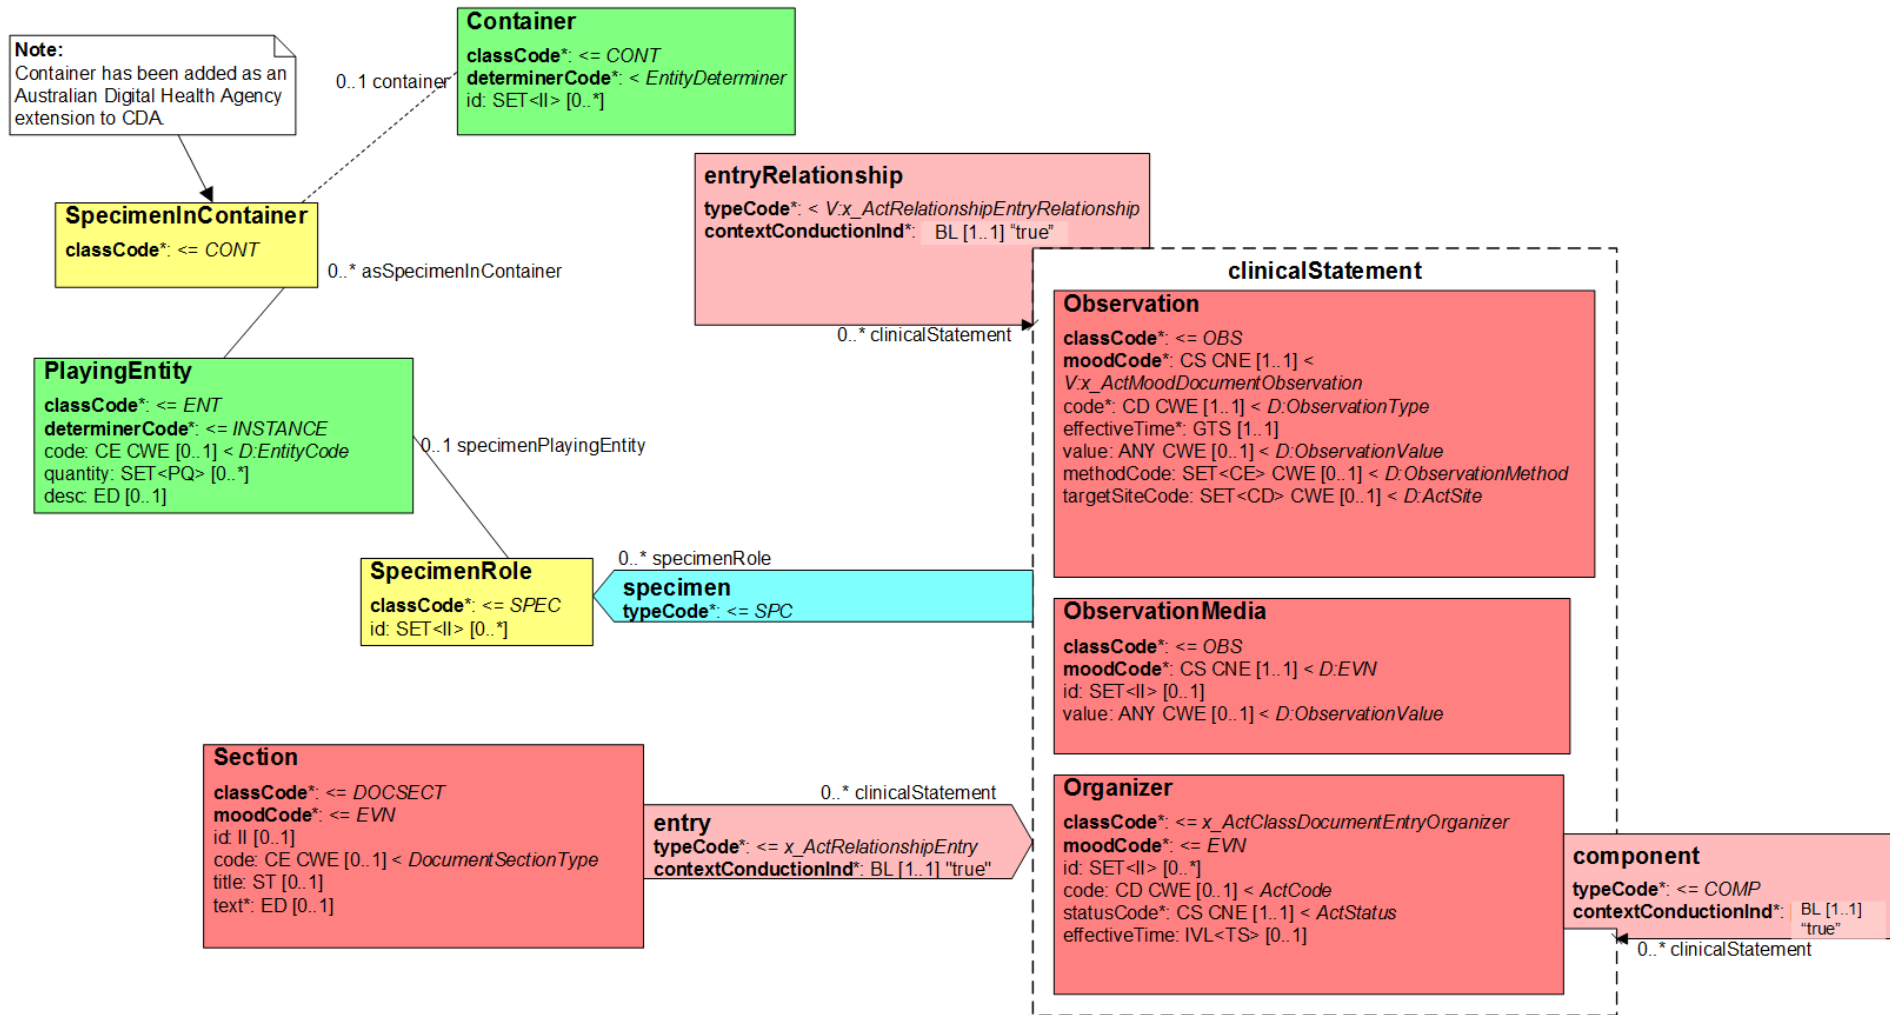 Note:
Container has been added as an
Australian Digital Health Agency
extension to CDA.
Container
classCode*: <= CONT
determinerCode*: < EntityDeterminer
id: SET<II> [0..*]
0..1 container
SpecimenInContainer
classCode*: <= CONT
0..* asSpecimenInContainer
entryRelationship
typeCode*: < V:x_ActRelationshipEntryRelationship
contextConductionInd*: BL [1..1] “true”
0..* clinicalStatement
clinicalStatement
Observation
classCode*: <= OBS
moodCode*: CS CNE [1..1] <
V:x_ActMoodDocumentObservation
code*: CD CWE [1..1] < D:ObservationType
effectiveTime*: GTS [1..1]
value: ANY CWE [0..1] < D:ObservationValue
methodCode: SET<CE> CWE [0..1] < D:ObservationMethod
targetSiteCode: SET<CD> CWE [0..1] < D:ActSite
PlayingEntity
classCode*: <= ENT
determinerCode*: <= INSTANCE
code: CE CWE [0..1] < D:EntityCode
quantity: SET<PQ> [0..*]
desc: ED [0..1]
0..1 specimenPlayingEntity
SpecimenRole
classCode*: <= SPEC
id: SET<II> [0..*]
0..* specimenRole
specimen
typeCode*: <= SPC
ObservationMedia
classCode*: <= OBS
moodCode*: CS CNE [1..1] < D:EVN
id: SET<II> [0..1]
value: ANY CWE [0..1] < D:ObservationValue
Section
classCode*: <= DOCSECT
moodCode*: <= EVN
id: II [0..1]
code: CE CWE [0..1] < DocumentSectionType
title: ST [0..1]
text*: ED [0..1]
0..* clinicalStatement
entry
typeCode*: <= x_ActRelationshipEntry
contextConductionInd*: BL [1..1] "true"
Organizer
classCode*: <= x_ActClassDocumentEntryOrganizer
moodCode*: <= EVN
id: SET<II> [0..*]
code: CD CWE [0..1] < ActCode
statusCode*: CS CNE [1..1] < ActStatus
effectiveTime: IVL<TS> [0..1]
component
typeCode*: <= COMP
contextConductionInd*: BL [1..1]
“true”
0..* clinicalStatement